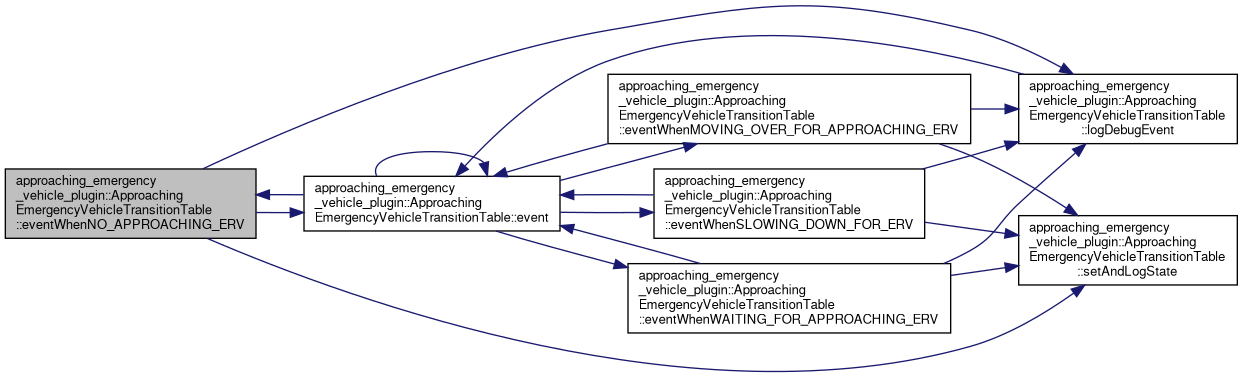 approaching_emergency
_vehicle_plugin::Approaching
EmergencyVehicleTransitionTable
::eventWhenNO_APPROACHING_ERV
approaching_emergency
_vehicle_plugin::Approaching
EmergencyVehicleTransitionTable::event
approaching_emergency
_vehicle_plugin::Approaching
EmergencyVehicleTransitionTable
::eventWhenMOVING_OVER_FOR_APPROACHING_ERV
approaching_emergency
_vehicle_plugin::Approaching
EmergencyVehicleTransitionTable
::eventWhenSLOWING_DOWN_FOR_ERV
approaching_emergency
_vehicle_plugin::Approaching
EmergencyVehicleTransitionTable
::eventWhenWAITING_FOR_APPROACHING_ERV
approaching_emergency
_vehicle_plugin::Approaching
EmergencyVehicleTransitionTable
::logDebugEvent
approaching_emergency
_vehicle_plugin::Approaching
EmergencyVehicleTransitionTable
::setAndLogState